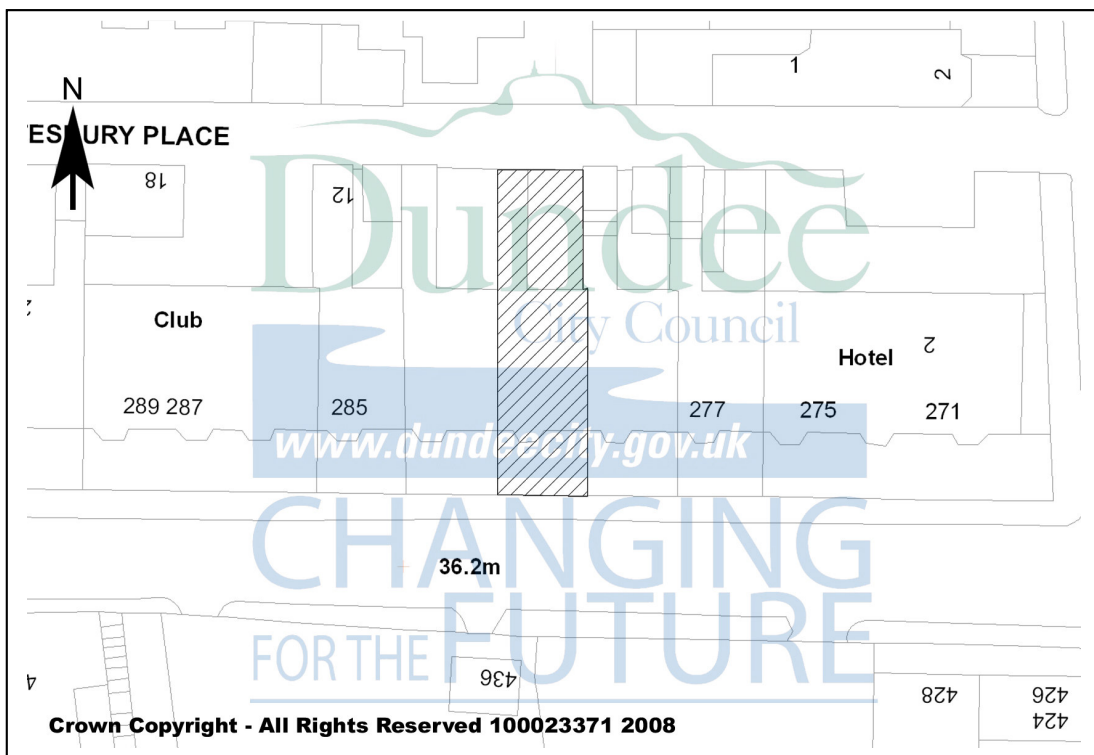 1
2
N
ESBURY PLACE
18
12
Dundee
City Council
2
Club
Hotel
2
289 287
285
277
275
271
www.dundeecity.gov.uk
CHANGING
36.2m
FOR THE FUTURE
436
4
428
426
424
Crown Copyright - All Rights Reserved 100023371 2008